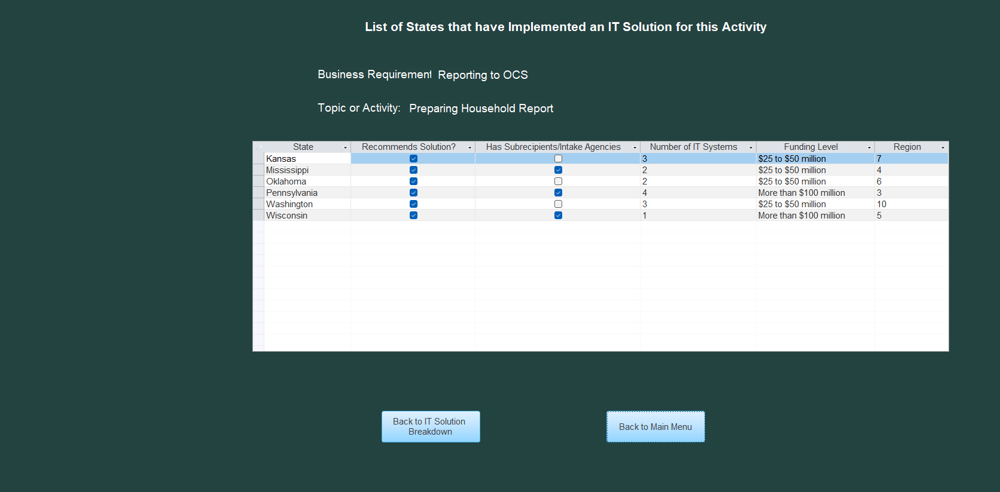 List of States that have Implemented an IT Solution for this Activity
Business Requirement Reporting to OCS
Topic or Activity: Preparing Household Report
State Recommends Solution? Has Subrecipients/Intake Agencies Number of IT Systems Funding Level Region
Kansas 3 $25 to $50 million 7
Mississippi 2 $25 to $50 million 4
Oklahoma 2 $25 to $50 million 6
Pennsylvania 4 More than $100 million 3
Washington 3 $25 to $50 million 10
Wisconsin 1 More than $100 million 5
Back to IT Solution
Breakdown
Back to Main Menu